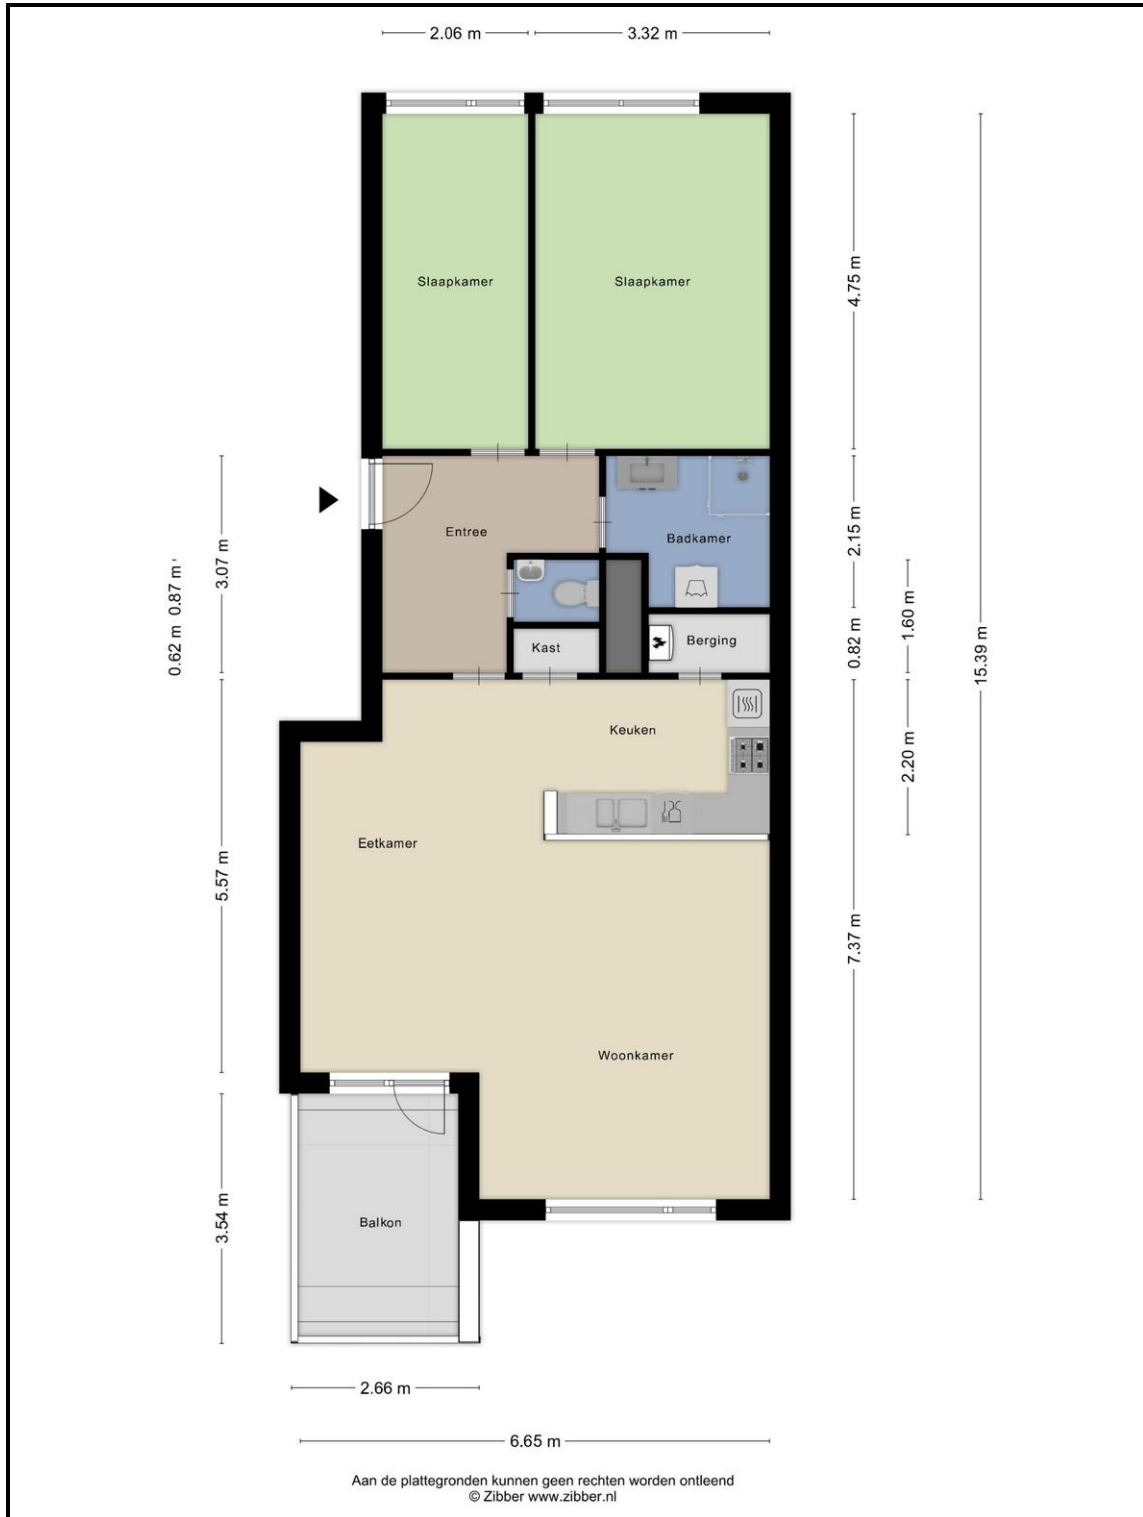 2.06 m
3.32 m
Slaapkamer
Slaapkamer
4.75 m
Entree
Badkamer
2.15 m
3.07 m
0.87 m
0.62 m
1.60 m
Kast
Berging
0.82 m
15.39 m
Keuken
2.20 m
Eetkamer
5.57 m
7.37 m
Woonkamer
Balkon
3.54 m
2.66 m
6.65 m
Aan de plattegronden kunnen geen rechten worden ontleend
© Zibber www.zibber.nl